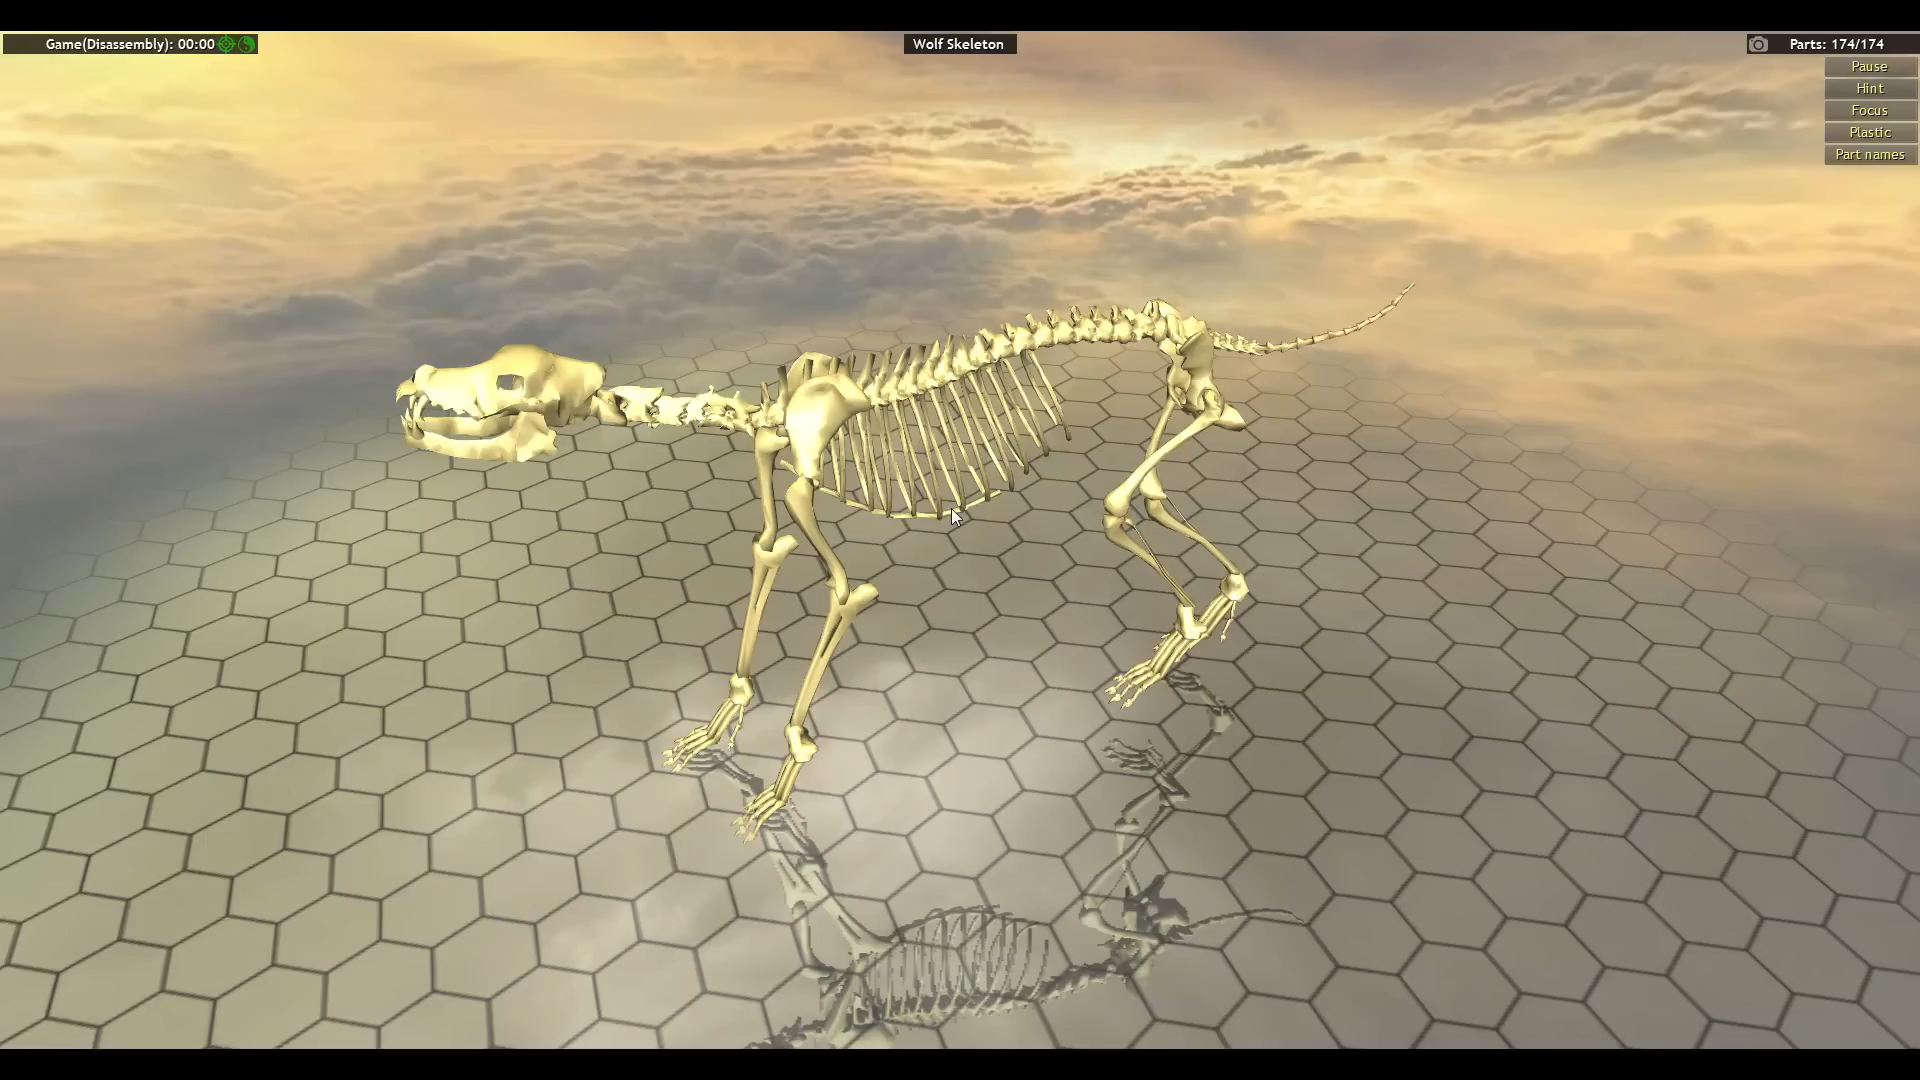 Game(Disassembly): 00:00
Wolf Skeleton
Parts: 174/174
Pause
Hint
Focus
Plastic
Part names